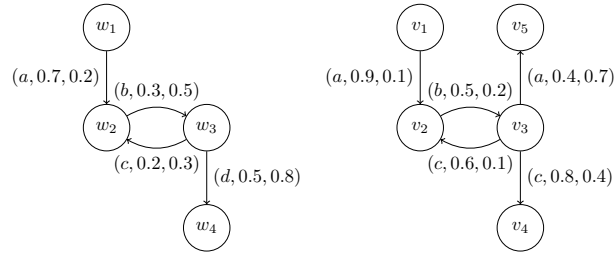 w1 v1 v5
(a, 0.7, 0.2) (b, 0.3, 0.5) (a, 0.9, 0.1) (b, 0.5, 0.2) (a, 0.4, 0.7)
w2 w3 v2 v3
(c, 0.2, 0.3) (d, 0.5, 0.8) (c, 0.6, 0.1) (c, 0.8, 0.4)
w4 v4